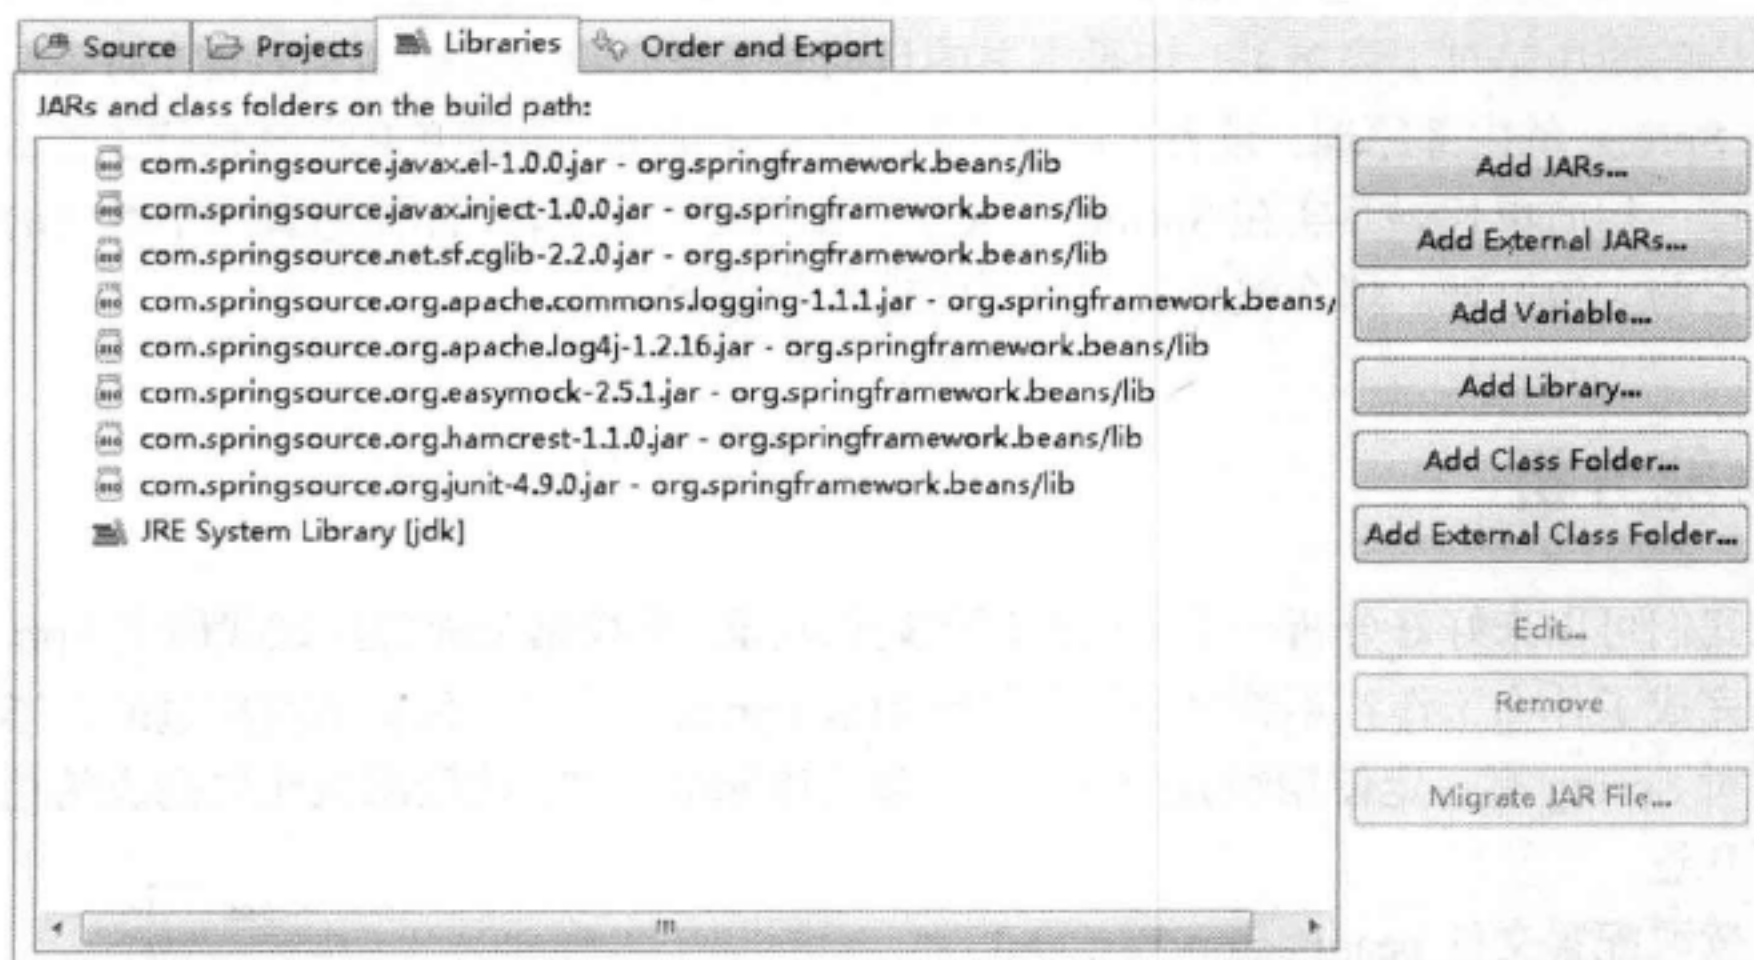 Source Projects Libraries Order and Export
JARs and class folders on the build path:
com.springsource.javax.el-1.0.0.jar - org.springframework.beans/lib
com.springsource.javax.inject-1.0.0.jar - org.springframework.beans/lib
com.springsource.net.sf.cglib-2.2.0.jar - org.springframework.beans/lib
com.springsource.org.apache.commons.logging-1.1.1.jar - org.springframework.beans/
com.springsource.org.apache.log4j-1.2.16.jar - org.springframework.beans/lib
com.springsource.org.easymock-2.5.1.jar - org.springframework.beans/lib
com.springsource.org.hamcrest-1.1.0.jar - org.springframework.beans/lib
com.springsource.org.junit-4.9.0.jar - org.springframework.beans/lib
JRE System Library [jdk]
Add JARs...
Add External JARs...
Add Variable...
Add Library...
Add Class Folder...
Add External Class Folder...
Edit...
Remove
Migrate JAR File...